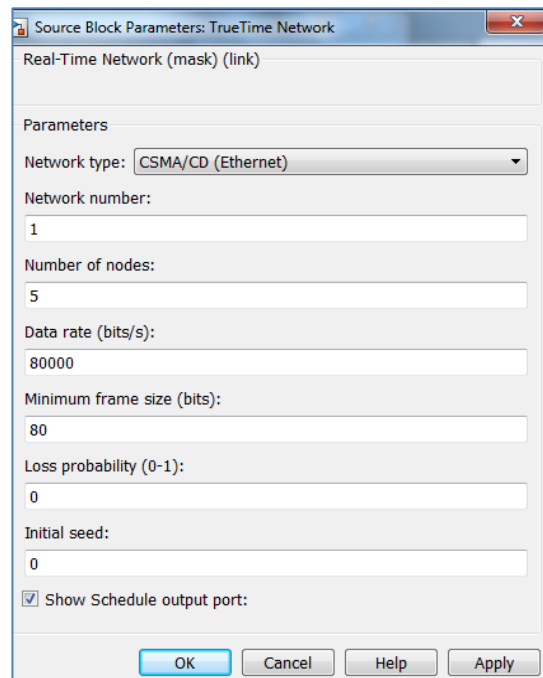 Source Block Parameters: TrueTime Network
Real-Time Network (mask) (link)
Parameters
Network type: CSMA/CD (Ethernet)
Network number:
1
Number of nodes:
5
Data rate (bits/s):
80000
Minimum frame size (bits):
80
Loss probability (0-1):
0
Initial seed:
0
Show Schedule output port:
OK Cancel Help Apply